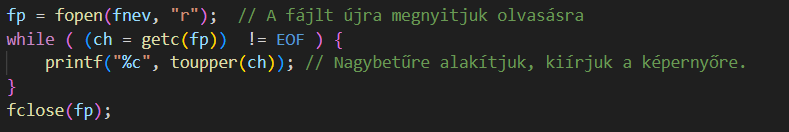 fp = fopen(fnev, "r");  // A fájlt újra megnyitjuk olvasásra
while ( (ch = getc(fp))  != EOF ) {
    printf("%c", toupper(ch)); // Nagybetűre alakítjuk, kiírjuk a képernyőre.
}
fclose(fp);